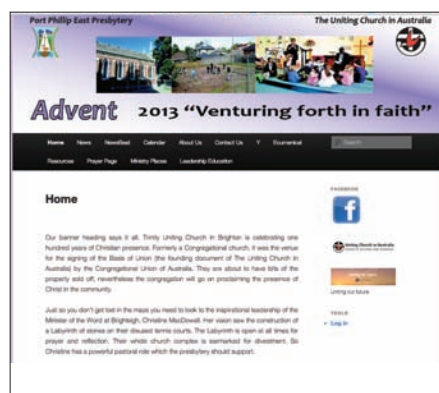 Port Phillip East Presbytery
The Uniting Church in Australia
Advent 2013 "Venturing forth in faith"
Home News Newsfeed Calendar About Us Contact Us Y Ecumenical Search
Resources Prayer Page Ministry Places Leadership Education
Home
Our banner heading says it all. Trinity Uniting Church in Brighton is celebrating one
hundred years of Christian presence. Formerly a Congregational church, it was the venue
for the signing of the Basis of Union (the founding document of The Uniting Church in
Australia) by the Congregational Union of Australia. They are about to have bits of the
property sold off, nevertheless the congregation will go on proclaiming the presence of
Christ in the community.
Just so you don't get lost in the maze you need to look to the inspirational leadership of the
Minister of the Word at Brighleigh, Christine MacDowall. Her vision saw the construction of
a Labyrinth of stones on their disused tennis courts. The Labyrinth is open at all times for
prayer and reflection. Their whole church complex is earmarked for divestment. So
Christine has a powerful pastoral role which the presbytery should support.
FACEBOOK
f
Uniting Church in Australia
Uniting our future
TOOLS
Log in